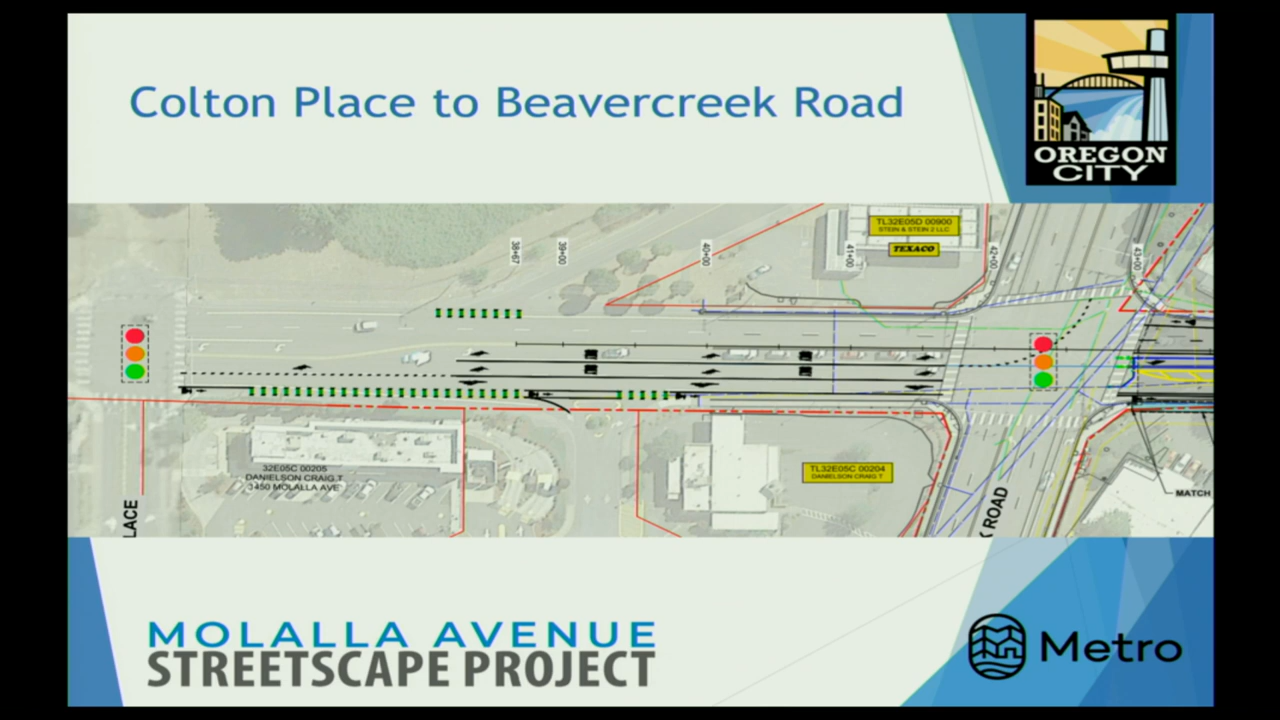 Colton Place to Beavercreek Road
OREGON
CITY
TL32E05D 00900
STEIN & STEIN 2 LLC
TEXACO
38+67
39+00
40+00
41+00
42+00
43+00
32E05C 00205
DANIELSON CRAIG T
3450 MOLALLA AVE
TL32E05C 00204
DANIELSON CRAIG T
LACE
K ROAD
MATCH
MOLALLA AVENUE
STREETSCAPE PROJECT
Metro